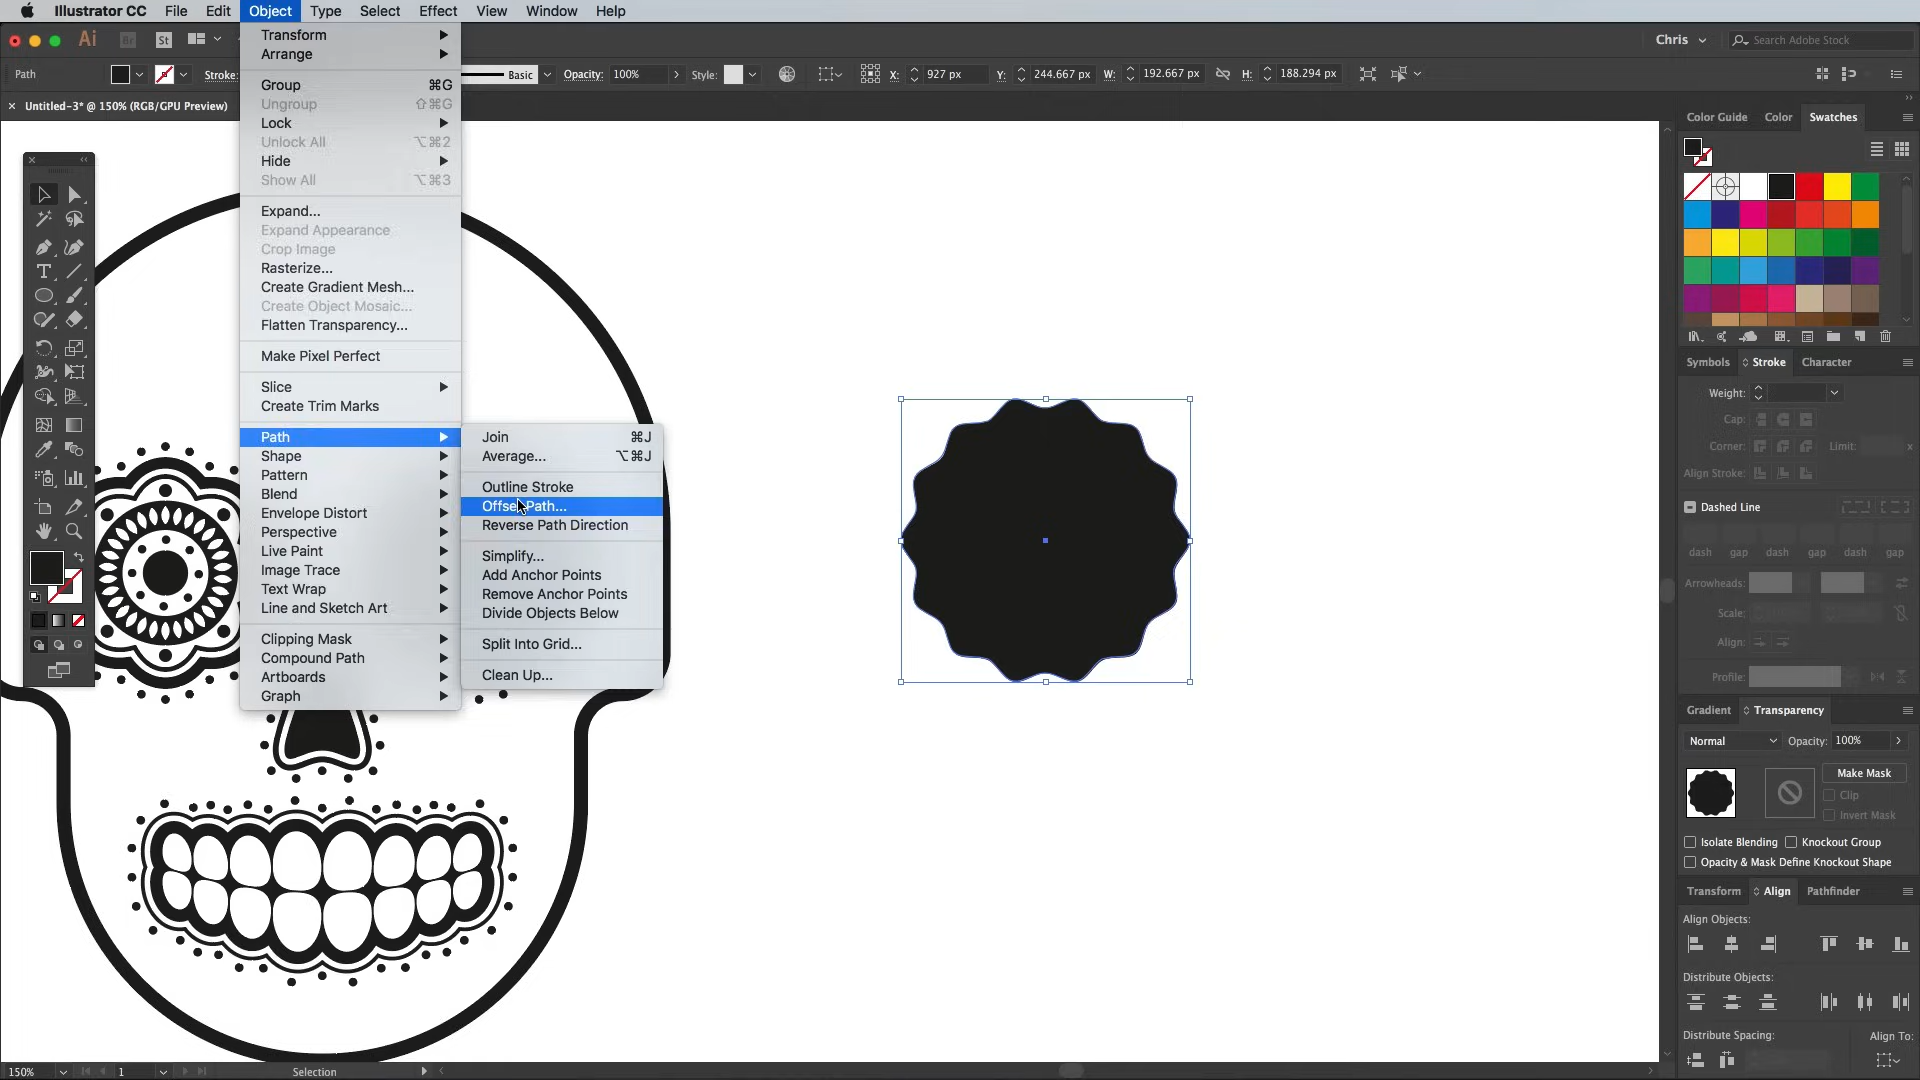 Illustrator CC File Edit Object Type Select Effect View Window Help
Ai Br St Chris Search Adobe Stock
Path Stroke: Basic Opacity: 100% Style: X: 927 px Y: 244.667 px W: 192.667 px H: 188.294 px
× Untitled-3* @ 150% (RGB/GPU Preview)
Transform
Arrange
Group ⌘G
Ungroup ⇧⌘G
Lock
Unlock All ⌥⌘2
Hide
Show All ⌥⌘3
Expand...
Expand Appearance
Crop Image
Rasterize...
Create Gradient Mesh...
Create Object Mosaic...
Flatten Transparency...
Make Pixel Perfect
Slice
Create Trim Marks
Path
Shape
Pattern
Blend
Envelope Distort
Perspective
Live Paint
Image Trace
Text Wrap
Line and Sketch Art
Clipping Mask
Compound Path
Artboards
Graph
Join ⌘J
Average... ⌥⌘J
Outline Stroke
Offset Path...
Reverse Path Direction
Simplify...
Add Anchor Points
Remove Anchor Points
Divide Objects Below
Split Into Grid...
Clean Up...
Color Guide Color Swatches
Symbols Stroke Character
Weight:
Cap:
Corner: Limit: x
Align Stroke:
Dashed Line
dash gap dash gap dash gap
Arrowheads:
Scale:
Align:
Profile:
Gradient Transparency
Normal Opacity: 100%
Make Mask
Clip
Invert Mask
Isolate Blending Knockout Group
Opacity & Mask Define Knockout Shape
Transform Align Pathfinder
Align Objects:
Distribute Objects:
Distribute Spacing: Align To:
150% 1 Selection